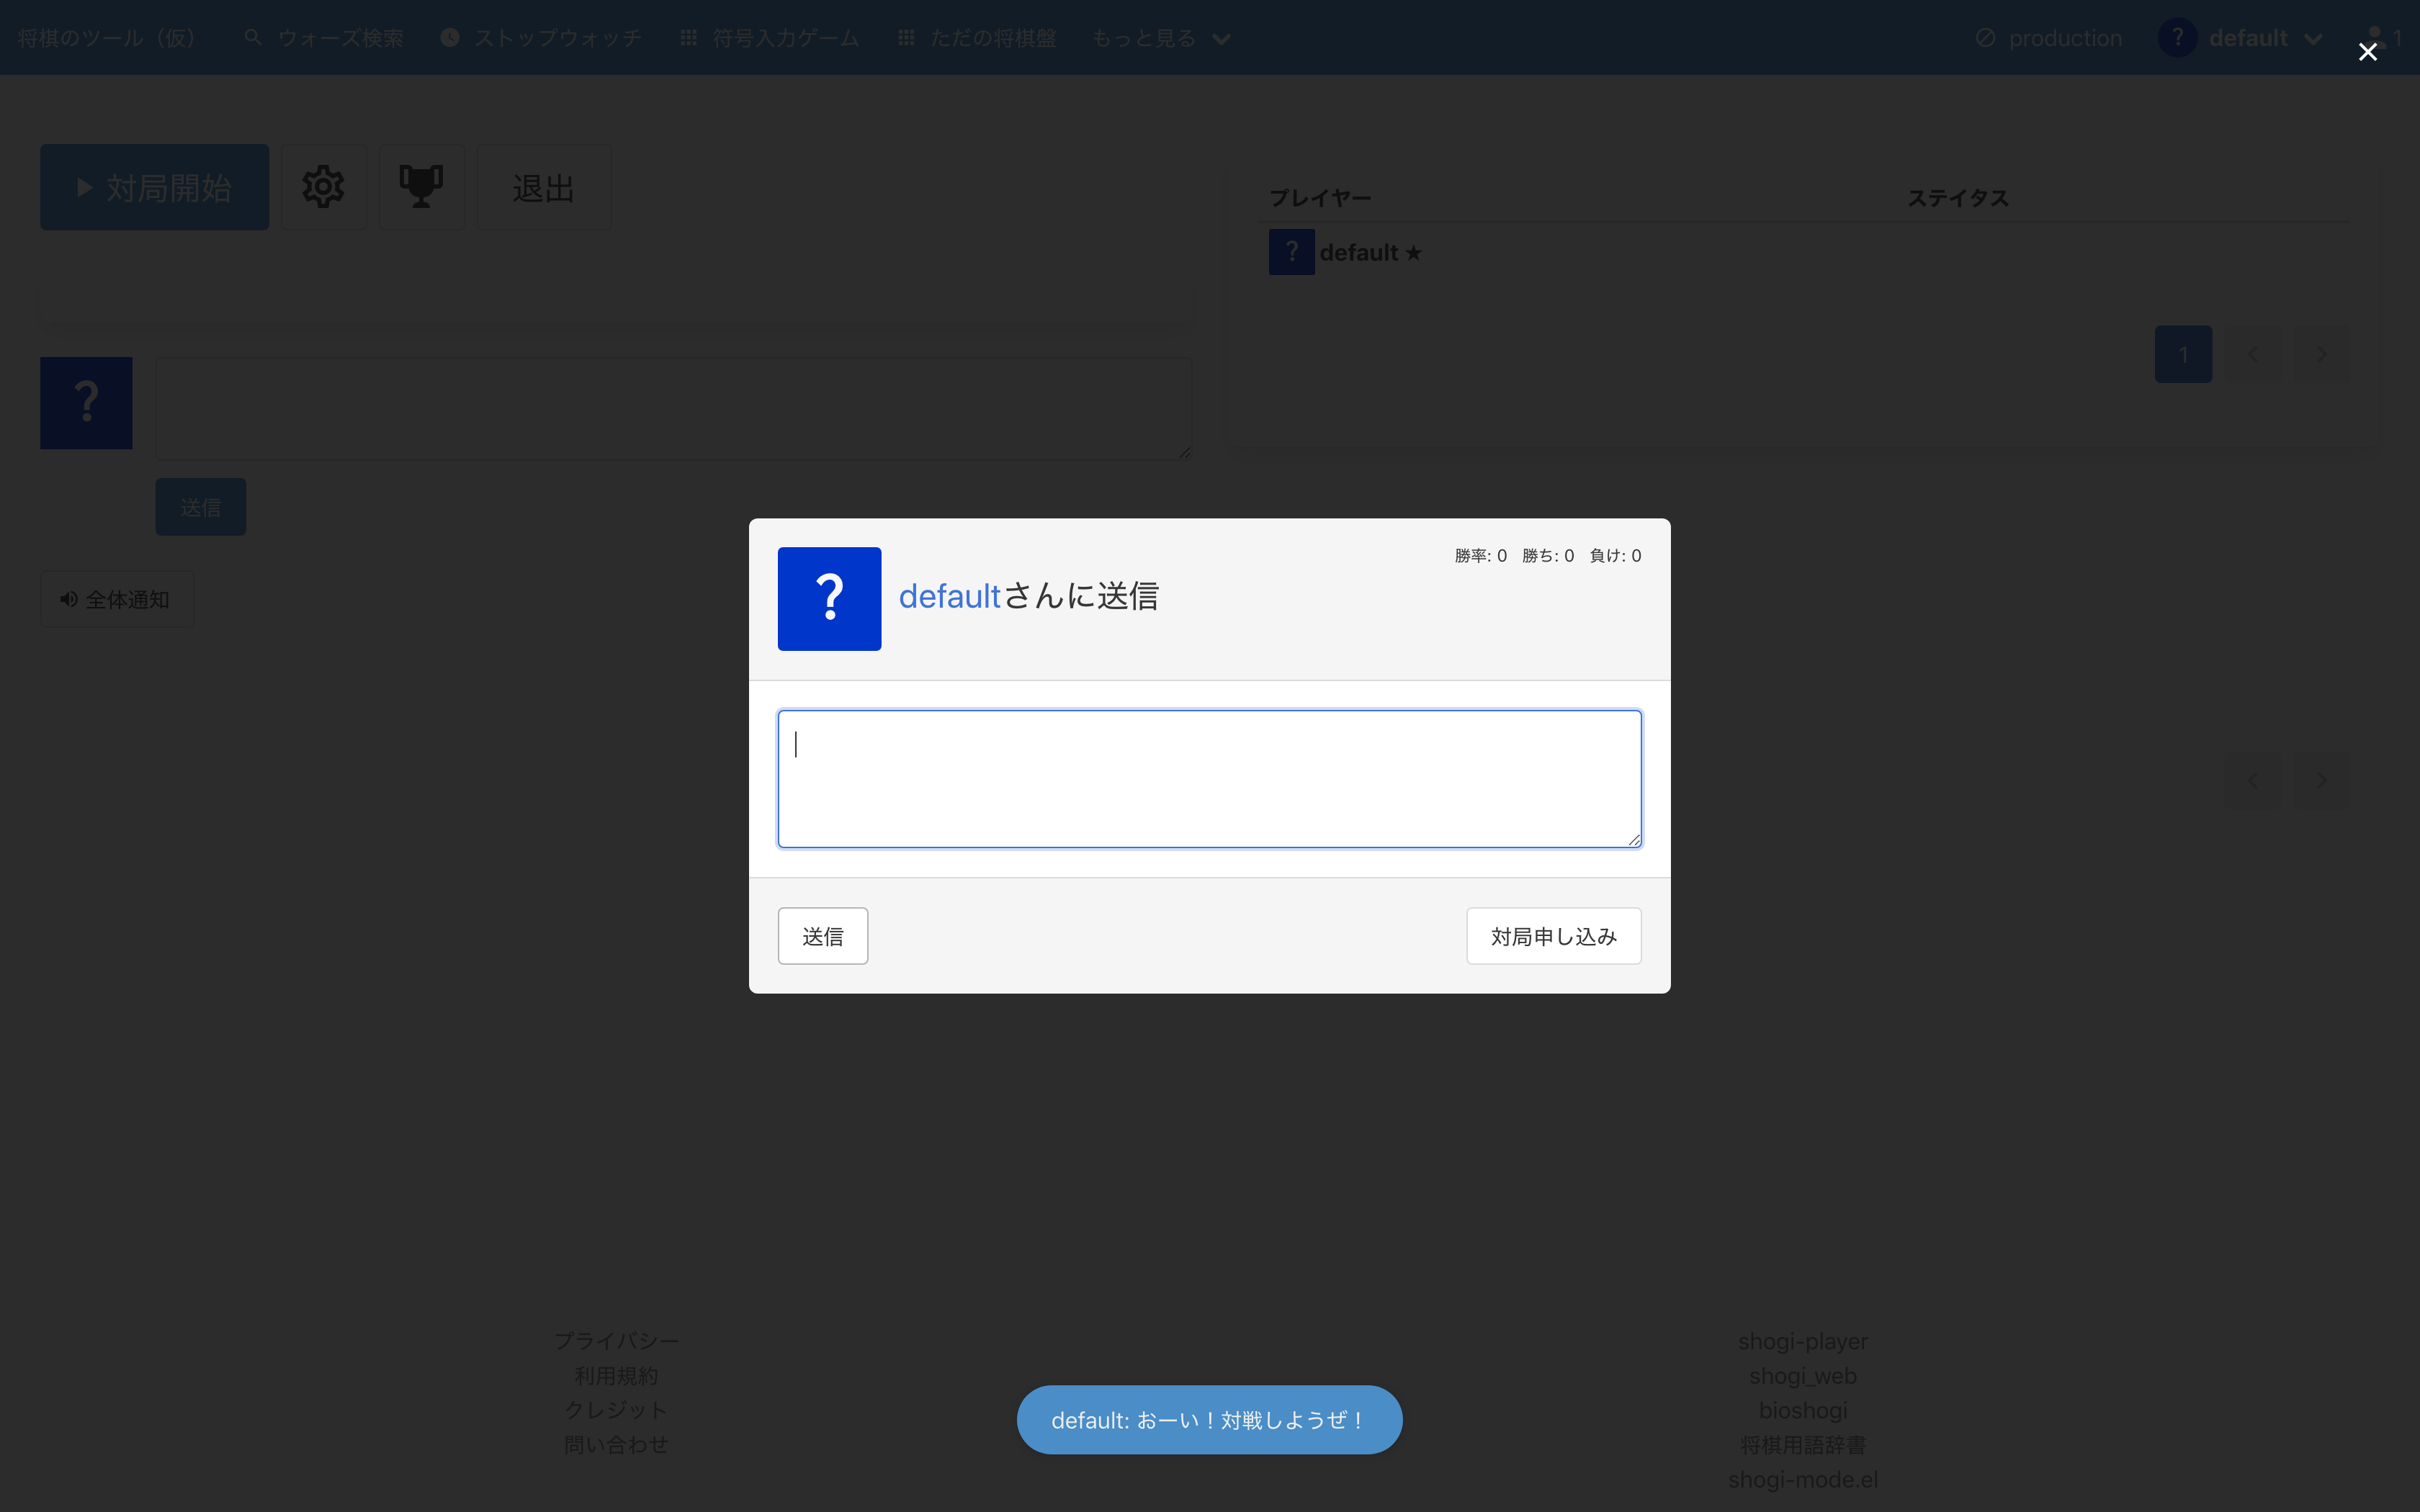 将棋のツール（仮） ウォーズ検索 ストップウォッチ 符号入力ゲーム ただの将棋盤 もっと見る production ? default 1
対局開始 退出
プレイヤー ステイタス
? default ★
1
?
送信
全体通知
勝率: 0 勝ち: 0 負け: 0
? defaultさんに送信
送信 対局申し込み
プライバシー
利用規約
クレジット
問い合わせ
shogi-player
shogi_web
bioshogi
将棋用語辞書
shogi-mode.el
default: おーい！対戦しようぜ！